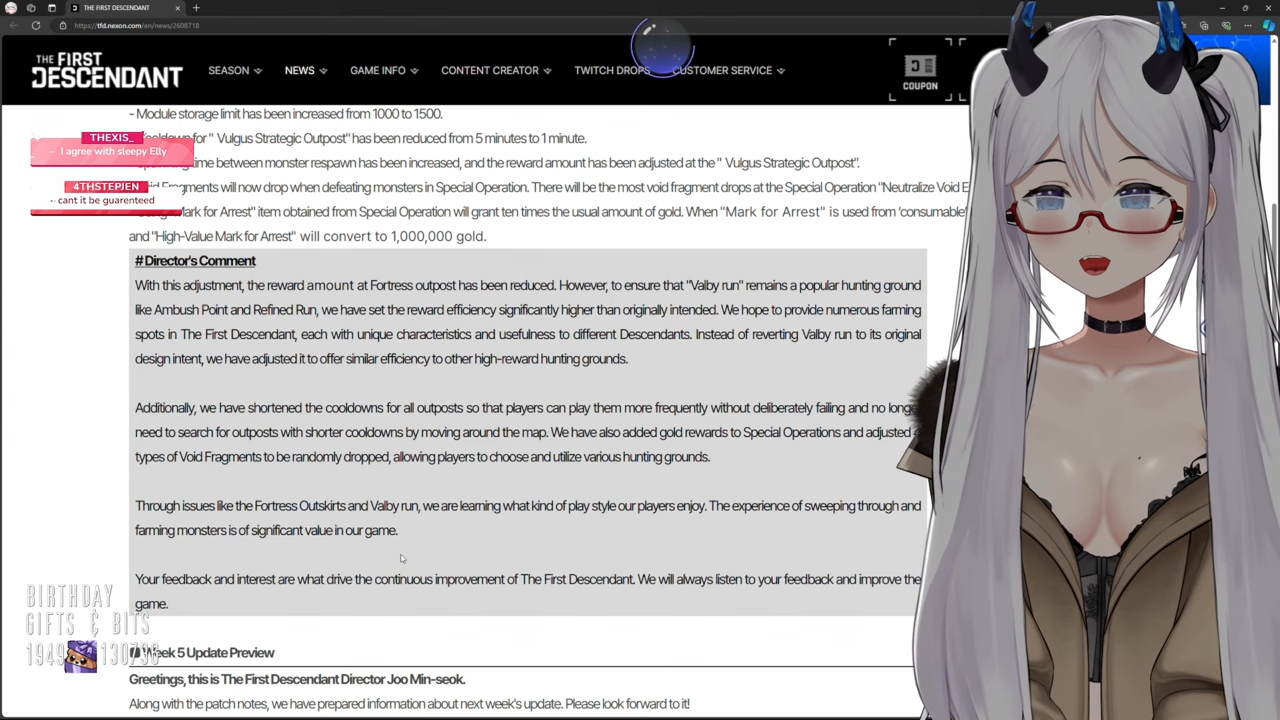 THE FIRST DESCENDANT
https://tfd.nexon.com/en/news/2608718
THE FIRST
DESCENDANT
SEASON
NEWS
GAME INFO
CONTENT CREATOR
TWITCH DROPS
CUSTOMER SERVICE
COUPON
- Module storage limit has been increased from 1000 to 1500.
for " Vulgus Strategic Outpost" has been reduced from 5 minutes to 1 minute.
time between monster respawn has been increased, and the reward amount has been adjusted at the " Vulgus Strategic Outpost".
Fragments will now drop when defeating monsters in Special Operation. There will be the most void fragment drops at the Special Operation "Neutralize Void E
Mark for Arrest" item obtained from Special Operation will grant ten times the usual amount of gold. When "Mark for Arrest" is used from 'consumable'
and "High-Value Mark for Arrest" will convert to 1,000,000 gold.
THEXIS_
I agree with sleepy Elly
4THSTEPJEN
cant it be guarenteed
# Director's Comment
With this adjustment, the reward amount at Fortress outpost has been reduced. However, to ensure that "Valby run" remains a popular hunting ground
like Ambush Point and Refined Run, we have set the reward efficiency significantly higher than originally intended. We hope to provide numerous farming
spots in The First Descendant, each with unique characteristics and usefulness to different Descendants. Instead of reverting Valby run to its original
design intent, we have adjusted it to offer similar efficiency to other high-reward hunting grounds.
Additionally, we have shortened the cooldowns for all outposts so that players can play them more frequently without deliberately failing and no longe
need to search for outposts with shorter cooldowns by moving around the map. We have also added gold rewards to Special Operations and adjusted 4
types of Void Fragments to be randomly dropped, allowing players to choose and utilize various hunting grounds.
Through issues like the Fortress Outskirts and Valby run, we are learning what kind of play style our players enjoy. The experience of sweeping through and
farming monsters is of significant value in our game.
Your feedback and interest are what drive the continuous improvement of The First Descendant. We will always listen to your feedback and improve the
game.
BIRTHDAY
GIFTS & BITS
Week 5 Update Preview
Greetings, this is The First Descendant Director Joo Min-seok.
Along with the patch notes, we have prepared information about next week's update. Please look forward to it!